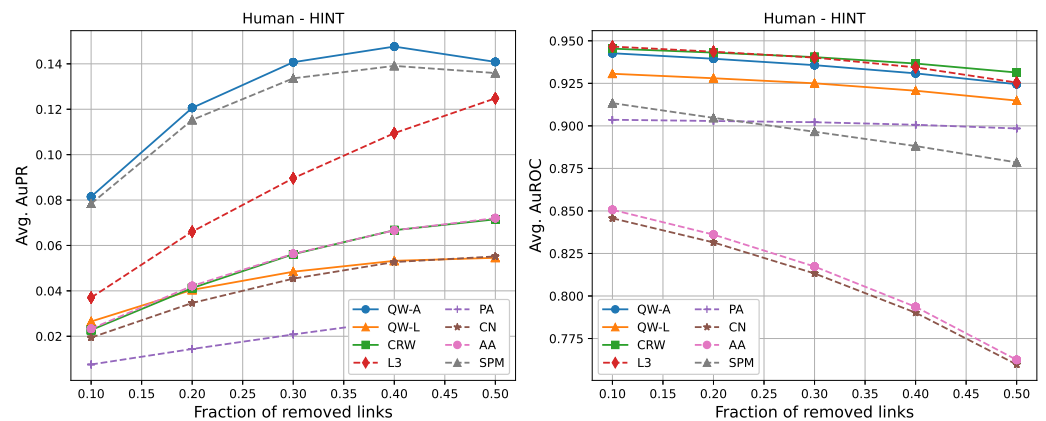 Human - HINT
Avg. AuPR
0.14
0.12
0.10
0.08
0.06
0.04
0.02
QW-A
QW-L
CRW
L3
PA
CN
AA
SPM
0.10 0.15 0.20 0.25 0.30 0.35 0.40 0.45 0.50
Fraction of removed links
Human - HINT
Avg. AuROC
0.950
0.925
0.900
0.875
0.850
0.825
0.800
0.775
QW-A
QW-L
CRW
L3
PA
CN
AA
SPM
0.10 0.15 0.20 0.25 0.30 0.35 0.40 0.45 0.50
Fraction of removed links